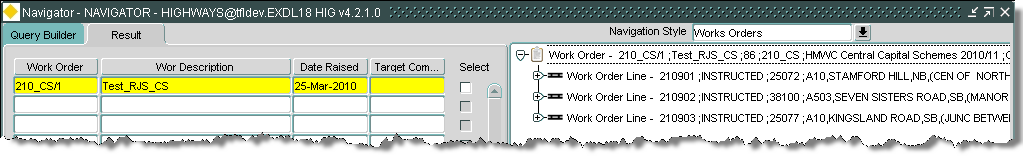 Navigator - NAVIGATOR - HIGHWAYS@tfldev.EXDL18 HIG v4.2.1.0
Query Builder Result Navigation Style Works Orders
Work Order Wor Description Date Raised Target Com... Select
210_CS/1 Test_RJS_CS 25-Mar-2010
Work Order - 210_CS/1 ;Test_RJS_CS ;86 ;210_CS ;HMWC Central Capital Schemes 2010/11 ;
Work Order Line - 210901 ;INSTRUCTED ;25072 ;A10,STAMFORD HILL,NB,(CEN OF NORTH
Work Order Line - 210902 ;INSTRUCTED ;38100 ;A503,SEVEN SISTERS ROAD,SB,(MANOR
Work Order Line - 210903 ;INSTRUCTED ;25077 ;A10,KINGSLAND ROAD,SB,(JUNC BETWE